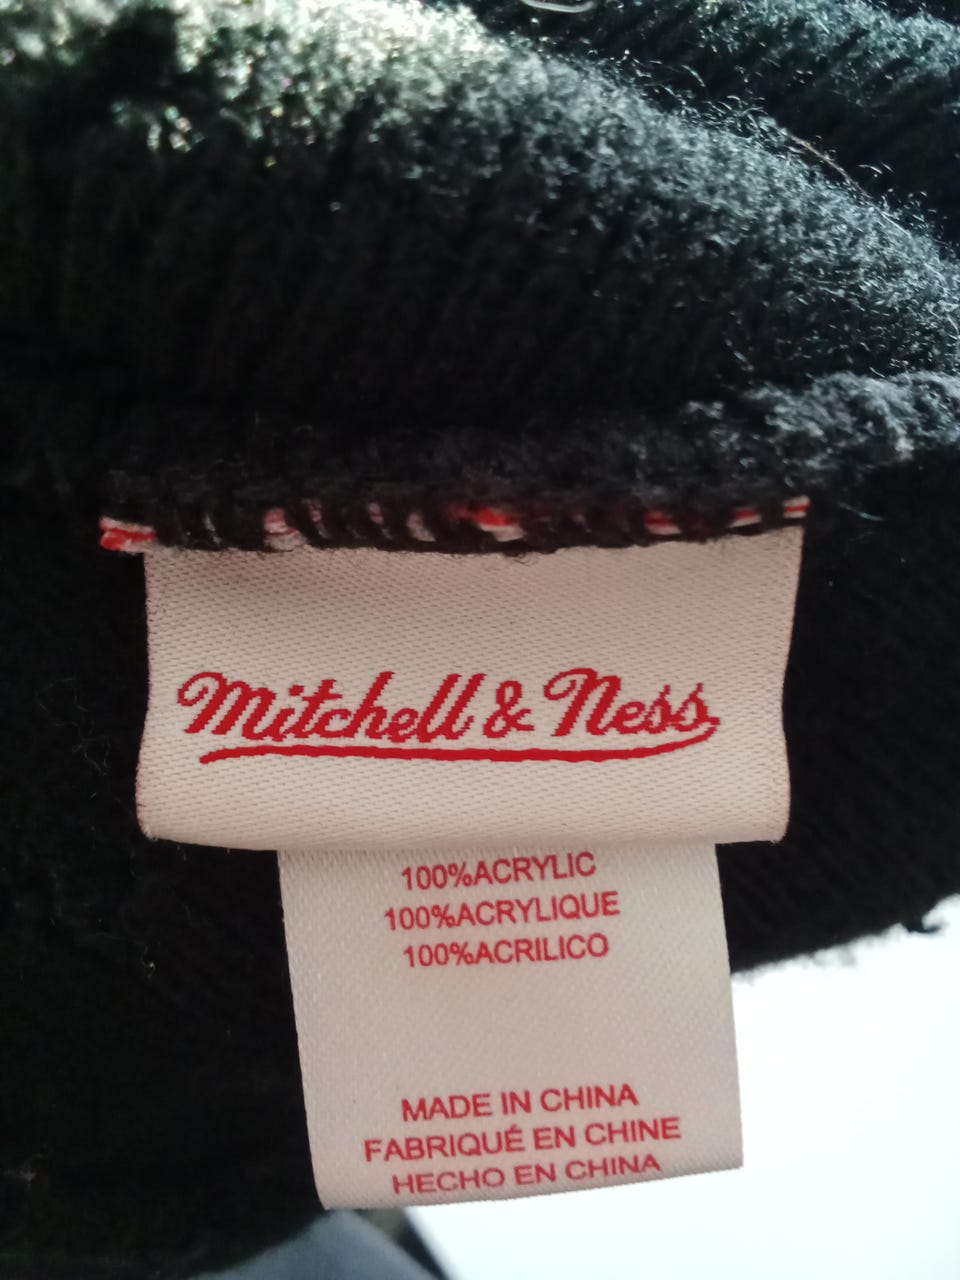 Mitchell & Ness
100%ACRYLIC
100%ACRYLIQUE
100%ACRILICO
MADE IN CHINA
FABRIQUÉ EN CHINE
HECHO EN CHINA